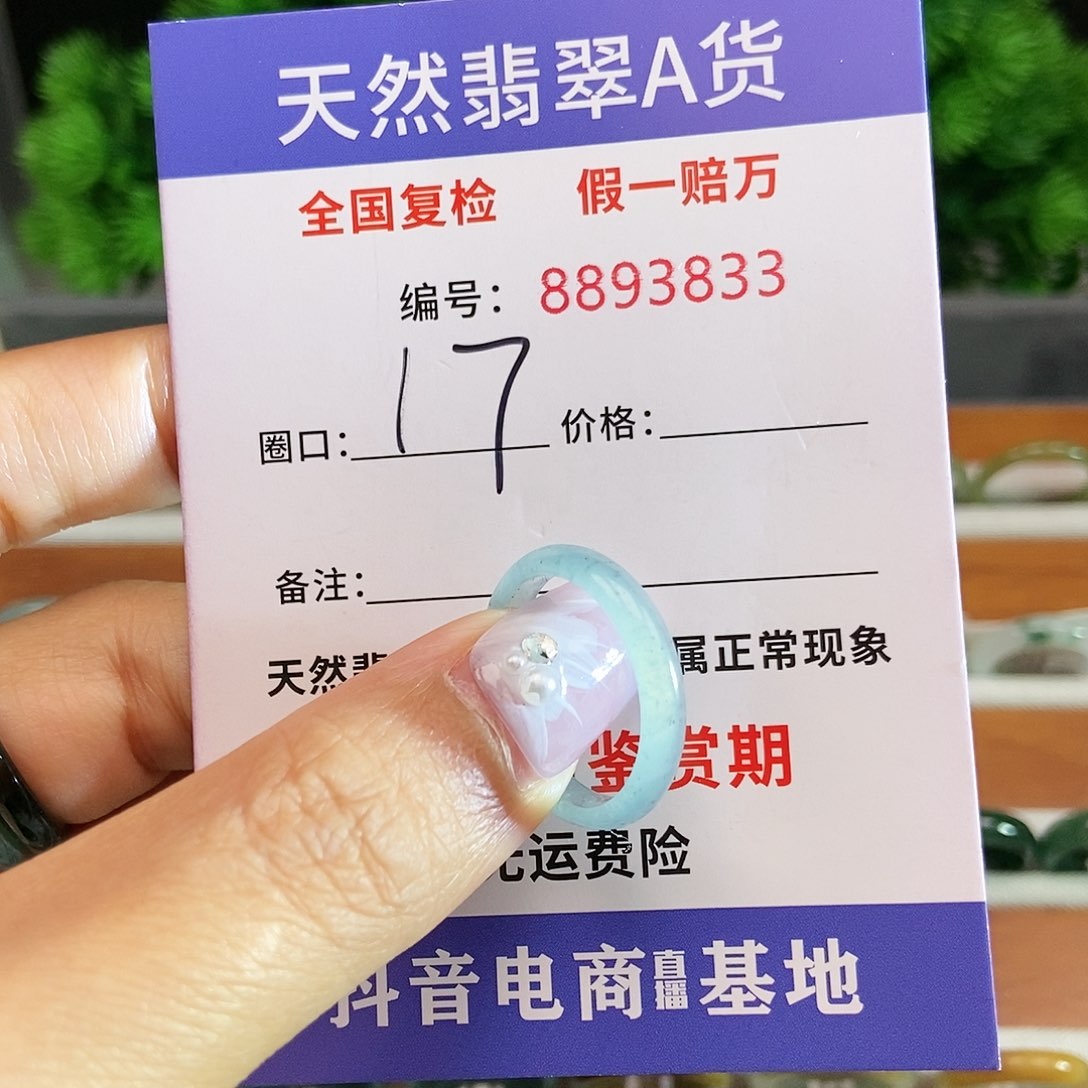 天然翡翠A货
全国复检 假一赔万
编号： 8893833
圈口： 17 价格：
备注：
天然翡 属正常现象
鉴赏期
运费险
抖音电商直播基地